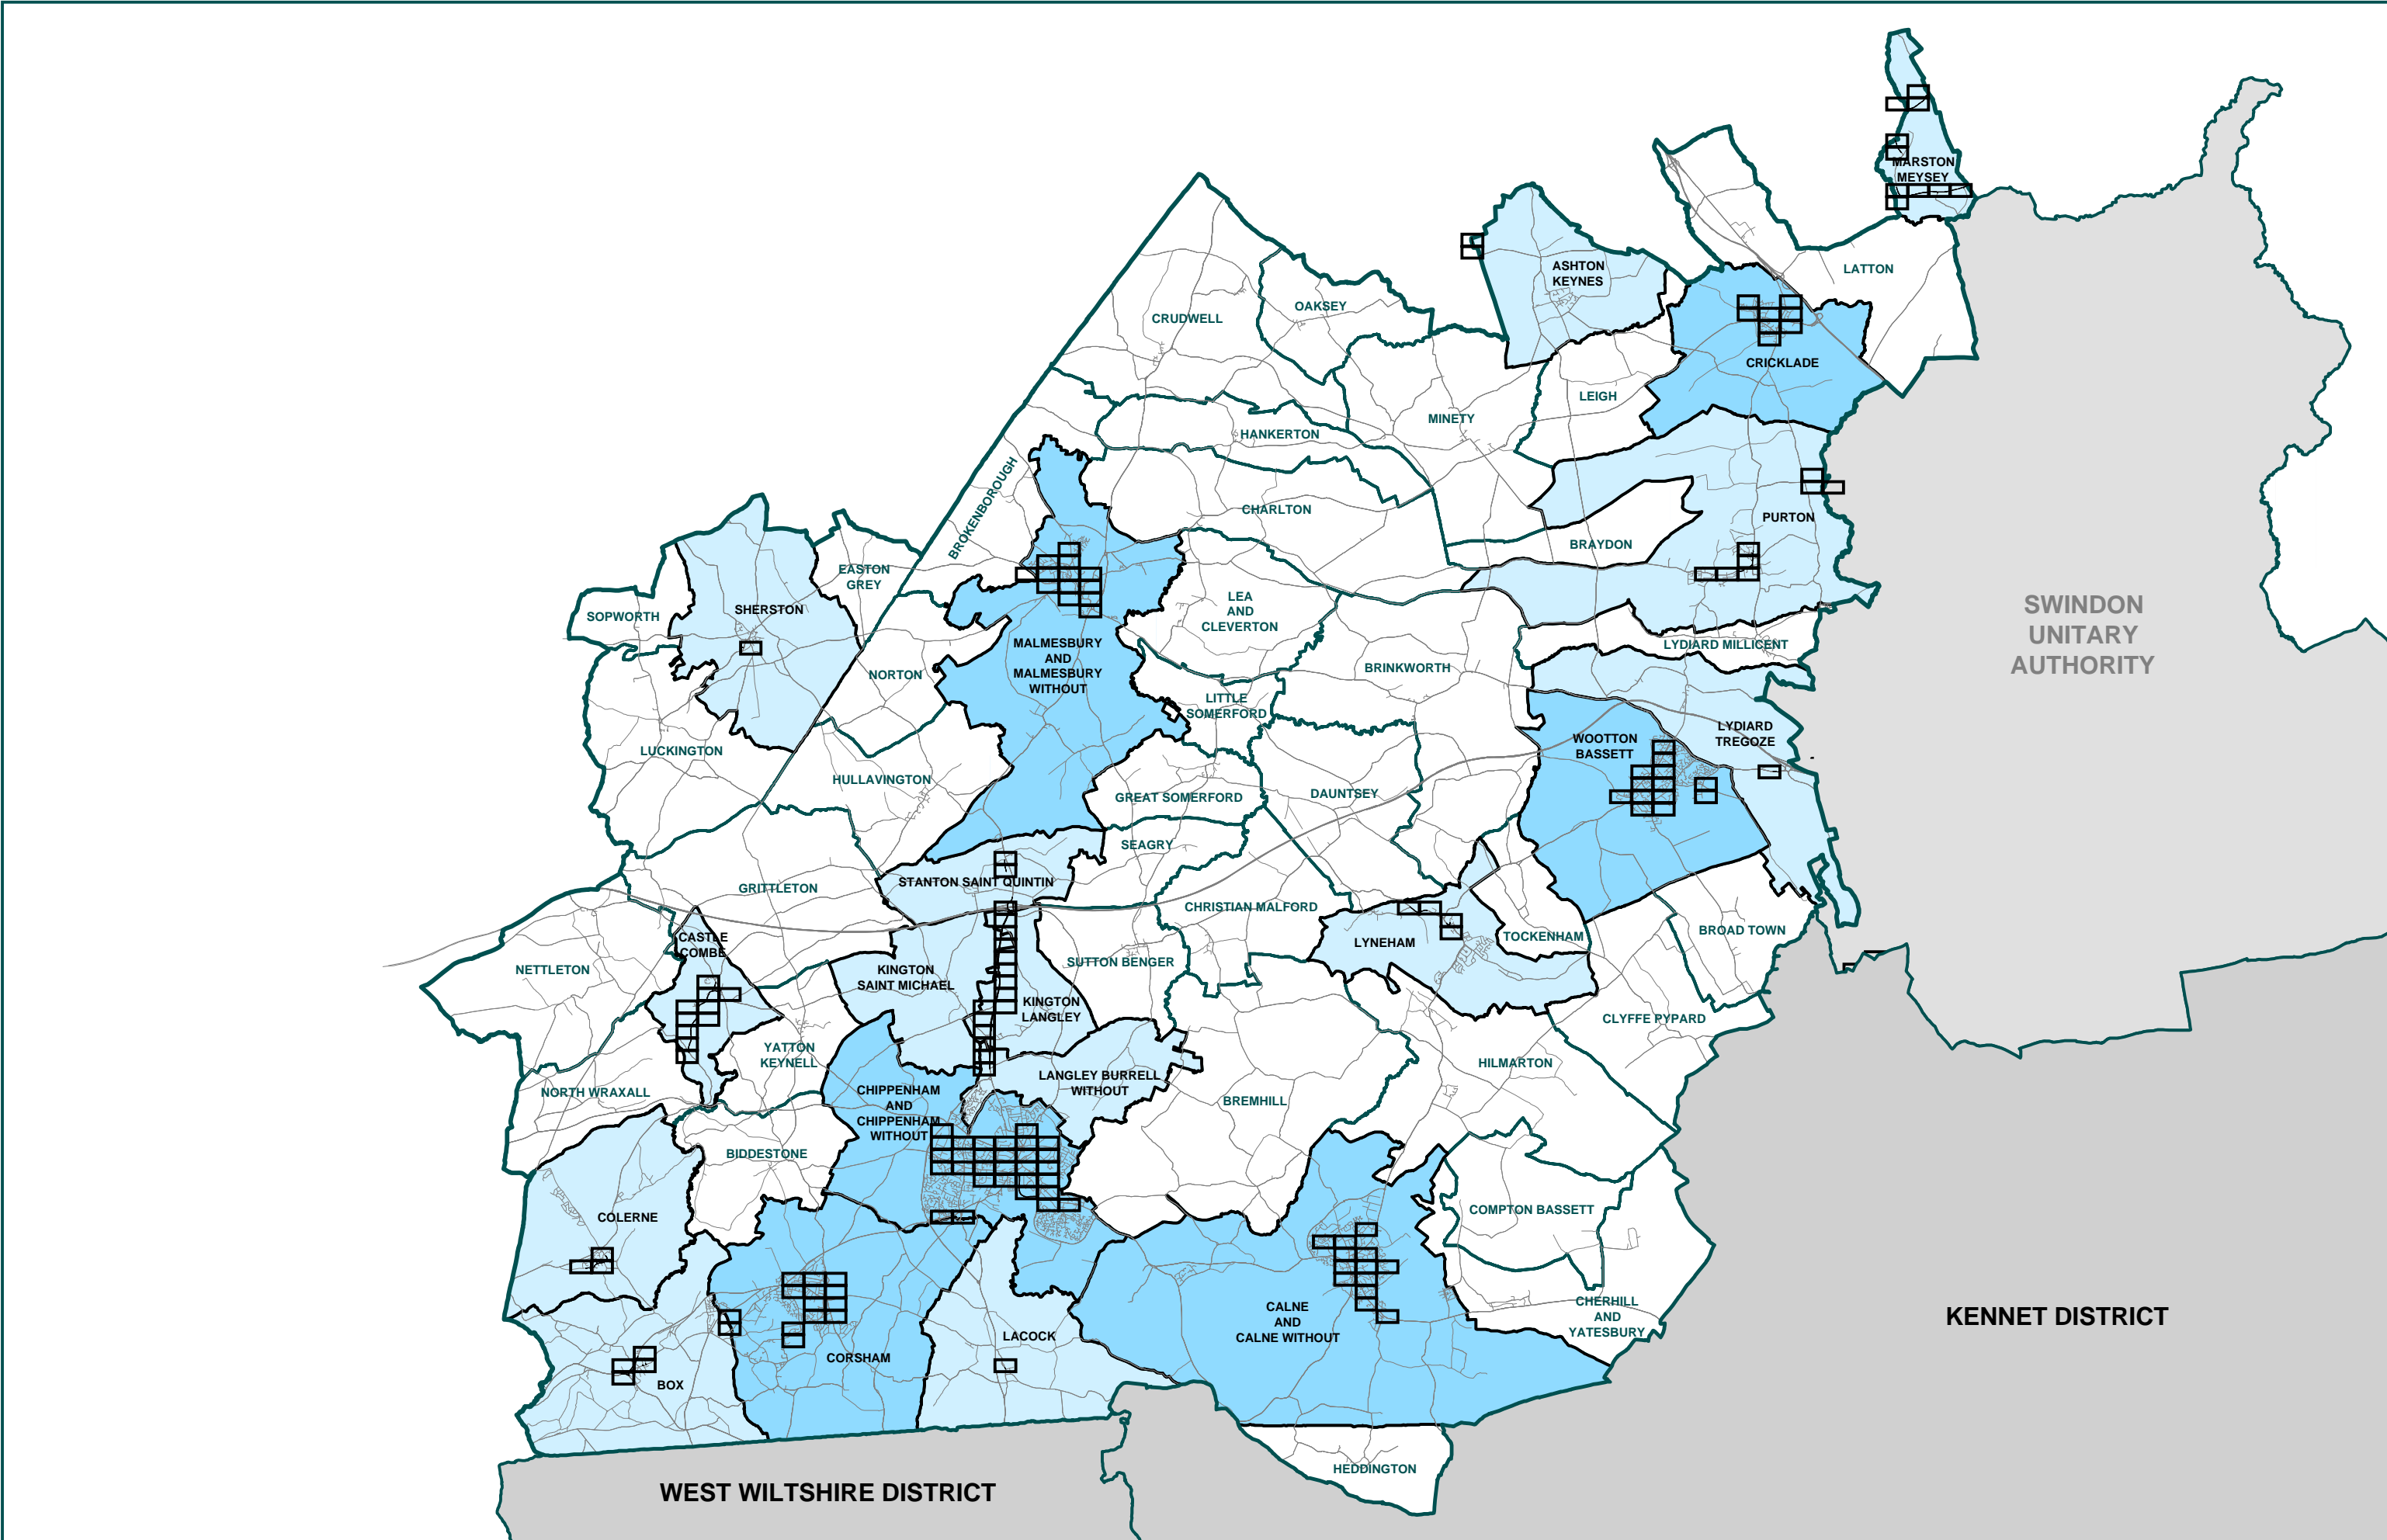 MARSTON
MEYSEY
LATTON
ASHTON
KEYNES
OAKSEY
CRUDWELL
CRICKLADE
LEIGH
MINETY
HANKERTON
BROKENBOROUGH
CHARLTON
PURTON
BRAYDON
EASTON
GREY
SHERSTON
SOPWORTH
LEA
AND
CLEVERTON
SWINDON
UNITARY
AUTHORITY
MALMESBURY
AND
MALMESBURY
WITHOUT
LYDIARD MILLICENT
BRINKWORTH
NORTON
LITTLE
SOMERFORD
LYDIARD
TREGOZE
WOOTTON
BASSETT
LUCKINGTON
HULLAVINGTON
GREAT SOMERFORD
DAUNTSEY
SEAGRY
STANTON SAINT QUINTIN
GRITTLETON
CHRISTIAN MALFORD
CASTLE
COMBE
LYNEHAM
TOCKENHAM
BROAD TOWN
NETTLETON
KINGTON
SAINT MICHAEL
SUTTON BENGER
KINGTON
LANGLEY
CLYFFE PYPARD
YATTON
KEYNELL
HILMARTON
NORTH WRAXALL
LANGLEY BURRELL
WITHOUT
CHIPPENHAM
AND
CHIPPENHAM
WITHOUT
BREMHILL
BIDDESTONE
COLERNE
COMPTON BASSETT
CALNE
AND
CALNE WITHOUT
CHERHILL
AND
YATESBURY
KENNET DISTRICT
LACOCK
CORSHAM
BOX
HEDDINGTON
WEST WILTSHIRE DISTRICT